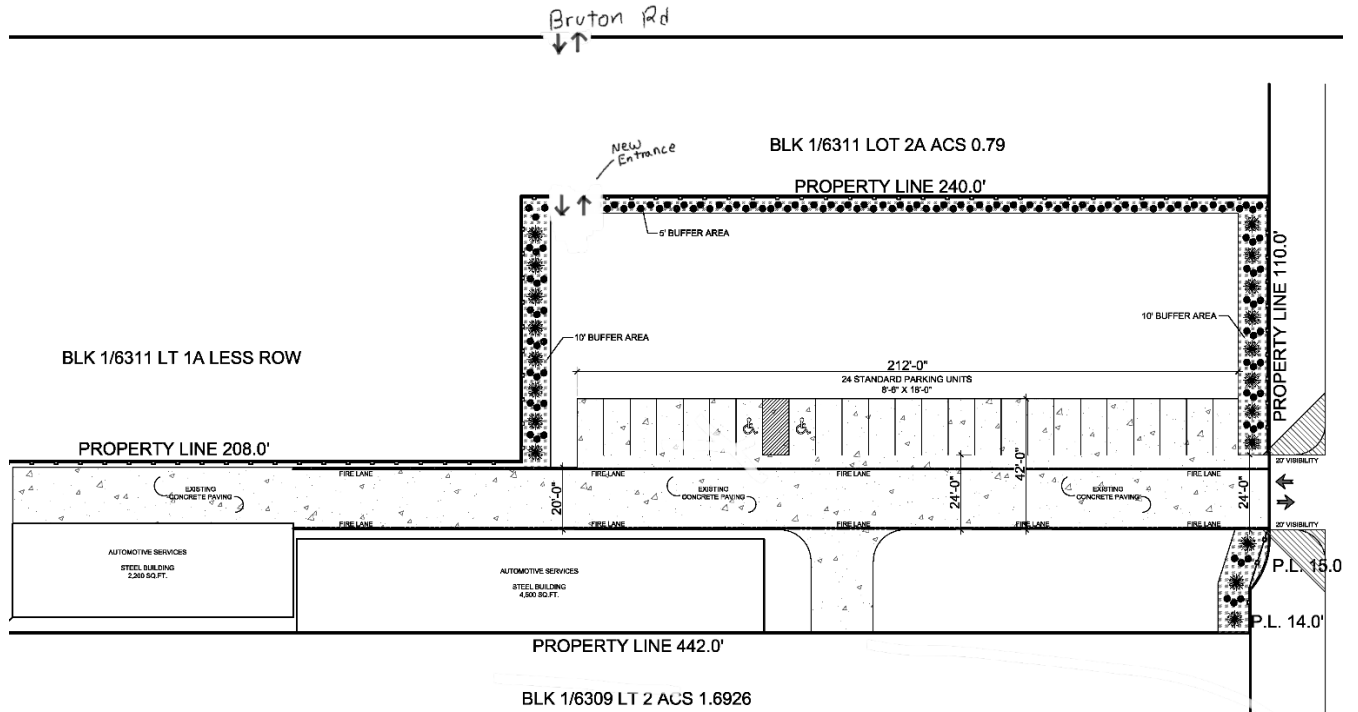 Bruton Rd
BLK 1/6311 LOT 2A ACS 0.79
New
Entrance
PROPERTY LINE 240.0'
5' BUFFER AREA
PROPERTY LINE 110.0'
10' BUFFER AREA
10' BUFFER AREA
BLK 1/6311 LT 1A LESS ROW
212'-0"
24 STANDARD PARKING UNITS
8'-6" X 18'-0"
PROPERTY LINE 208.0'
20' VISIBILITY
FIRE LANE
FIRE LANE
FIRE LANE
FIRE LANE
EXISTING
CONCRETE PAVING
20'-0"
EXISTING
CONCRETE PAVING
24'-0"
42'-0"
EXISTING
CONCRETE PAVING
24'-0"
FIRE LANE
FIRE LANE
FIRE LANE
FIRE LANE
FIRE LANE
20' VISIBILITY
AUTOMOTIVE SERVICES
STEEL BUILDING
2,200 SQ.FT.
AUTOMOTIVE SERVICES
STEEL BUILDING
4,500 SQ.FT.
P.L. 15.0
P.L. 14.0'
PROPERTY LINE 442.0'
BLK 1/6309 LT 2 ACS 1.6926